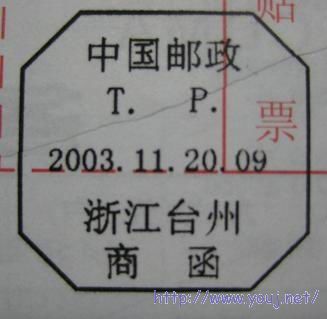 贴
票
中国邮政
T. P.
2003.11.20.09
浙江台州
商 函
http://www.youj.net/